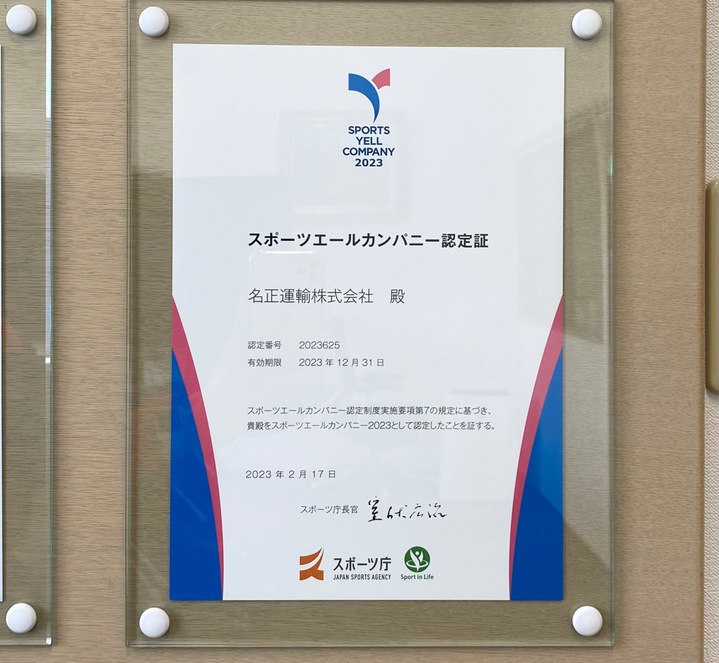 SPORTS
YELL
COMPANY
2023
スポーツエールカンパニー認定証
名正運輸株式会社 殿
認定番号 2023625
有効期限 2023 年 12 月 31 日
スポーツエールカンパニー認定制度実施要項第7の規定に基づき、
貴殿をスポーツエールカンパニー2023として認定したことを証する。
2023 年 2 月 17 日
スポーツ庁長官 室伏広治
スポーツ庁
JAPAN SPORTS AGENCY
Sport in Life